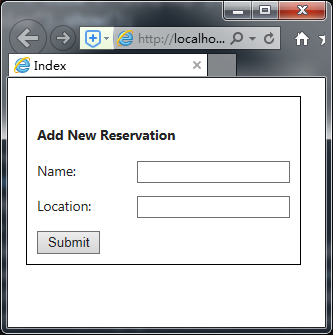 http://localho...
Index
Add New Reservation
Name:
Location:
Submit